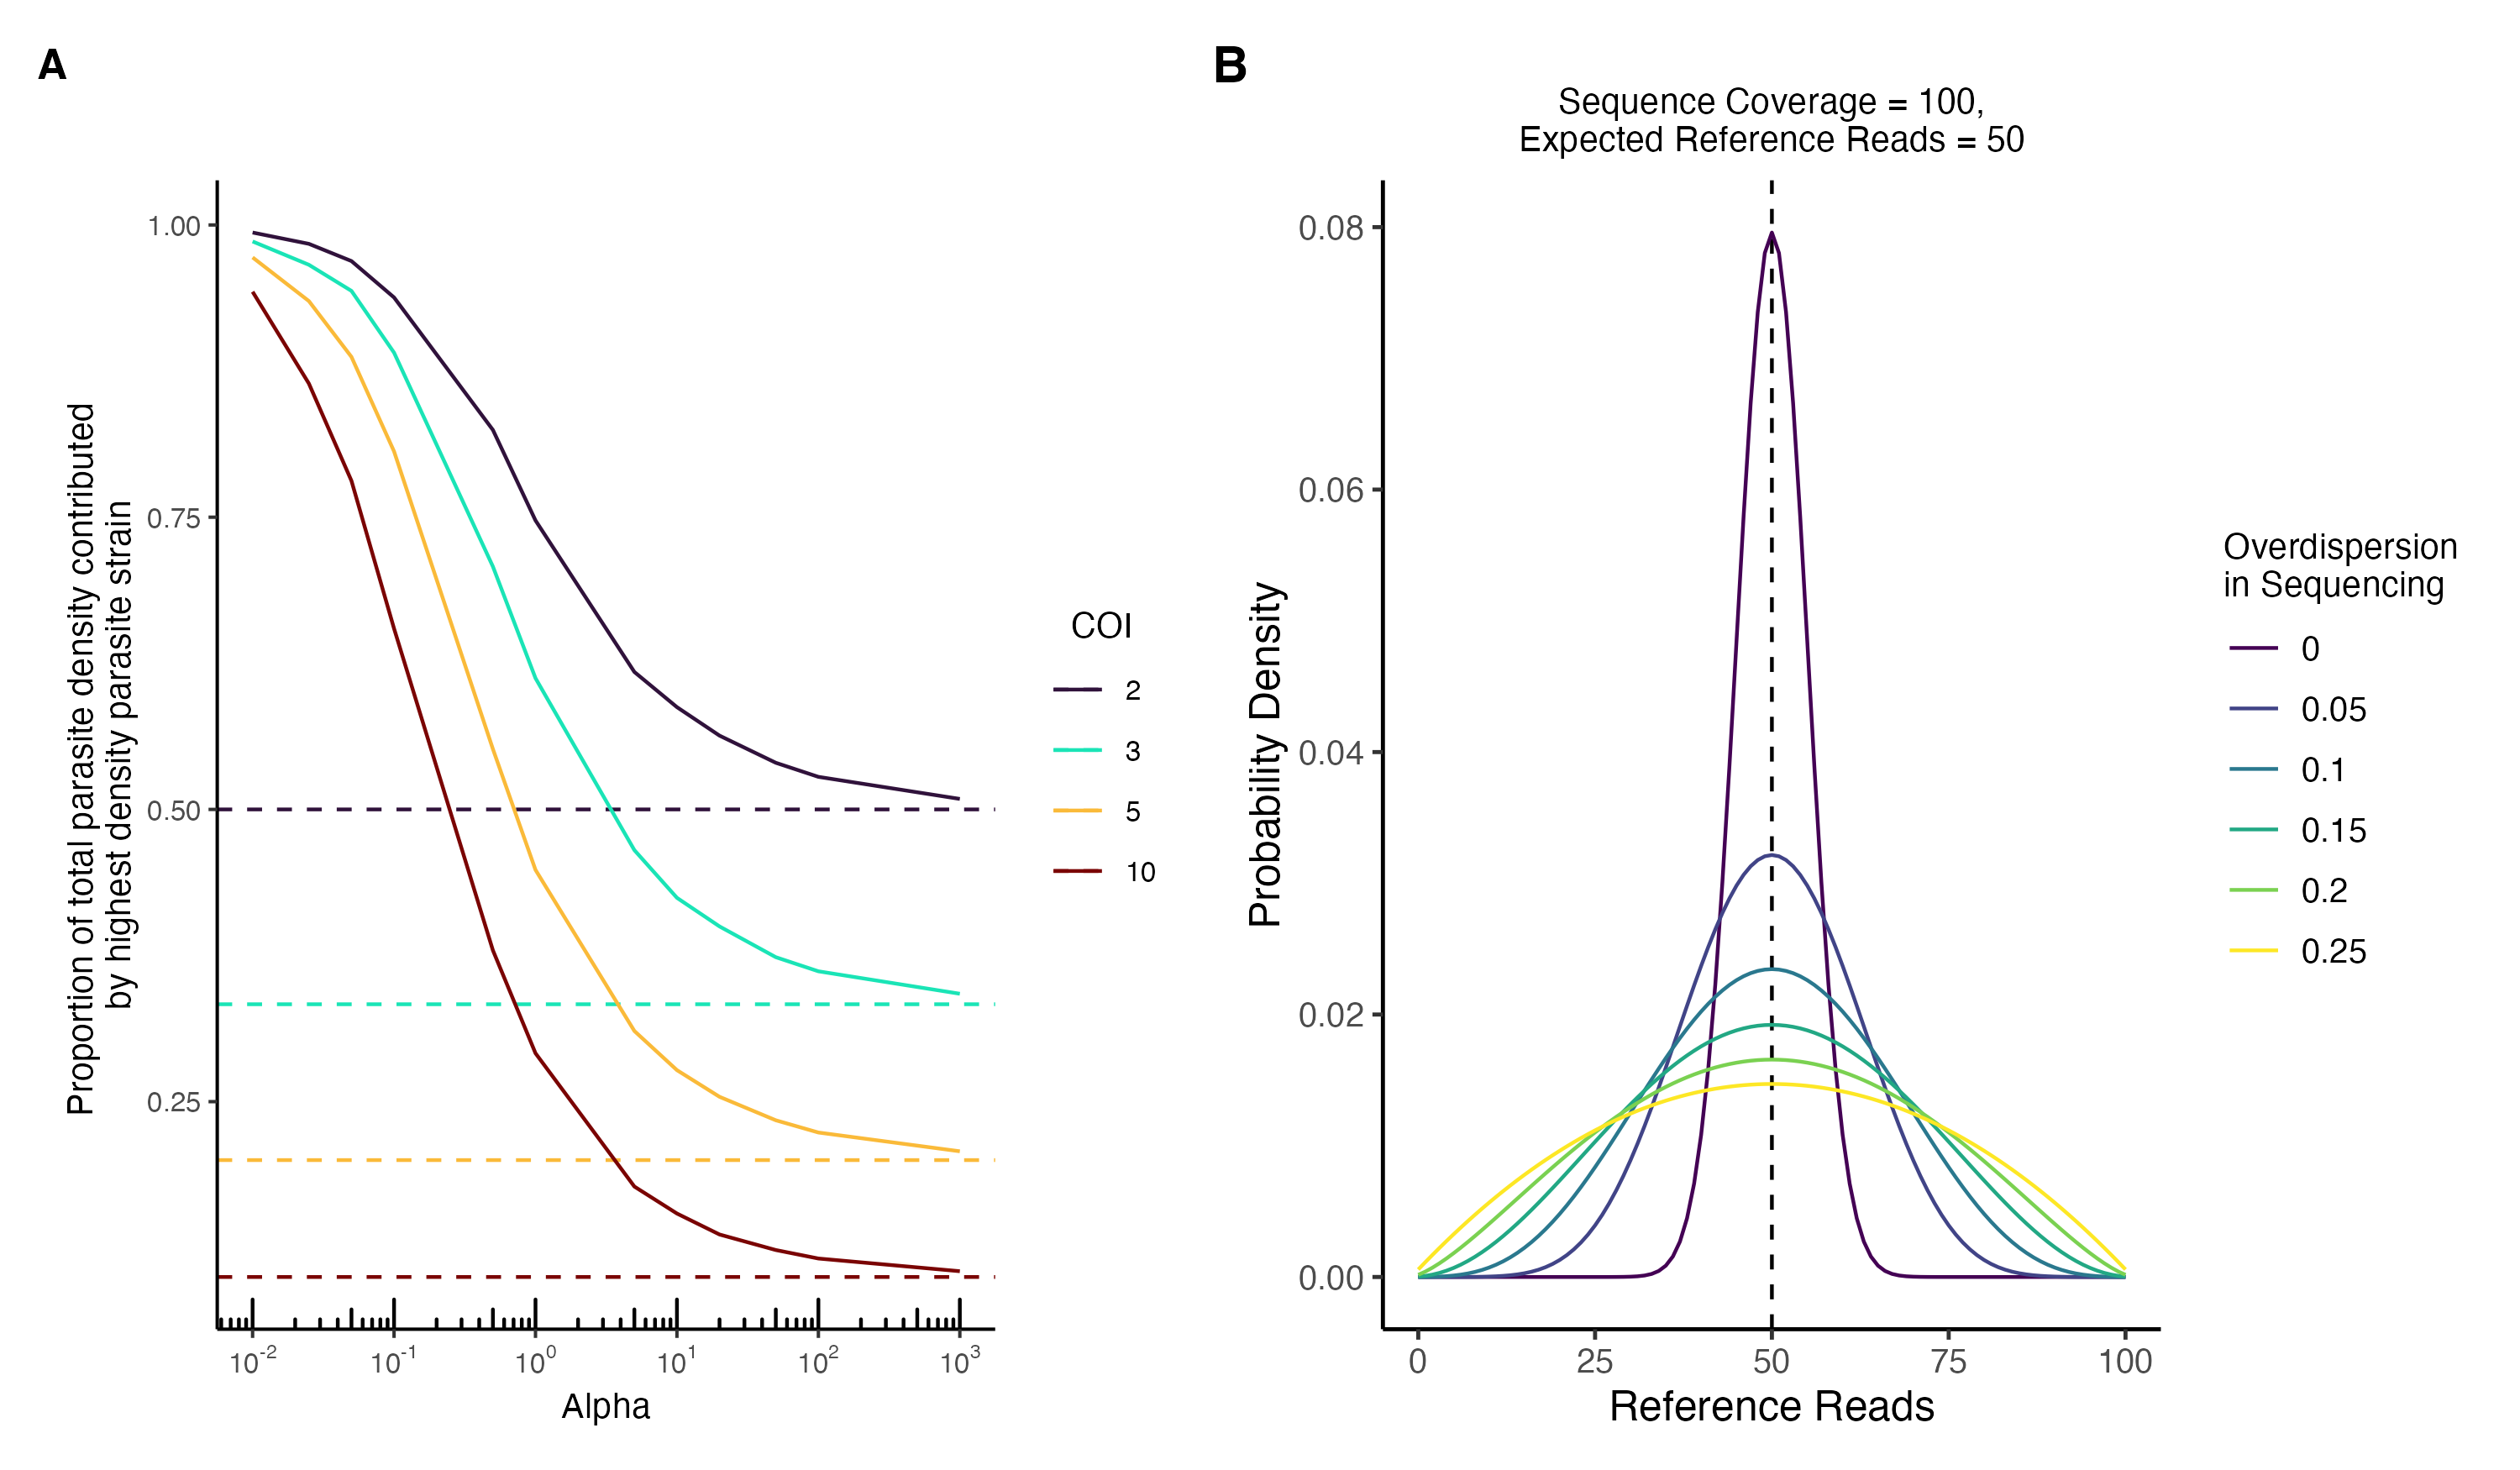 A
Proportion of total parasite density contributed
by highest density parasite strain
1.00
0.75
0.50
0.25
10-2
10-1
100
101
102
103
Alpha
COI
2
3
5
10
B
Sequence Coverage = 100,
Expected Reference Reads = 50
Probability Density
0.08
0.06
0.04
0.02
0.00
0
25
50
75
100
Reference Reads
Overdispersion
in Sequencing
0
0.05
0.1
0.15
0.2
0.25